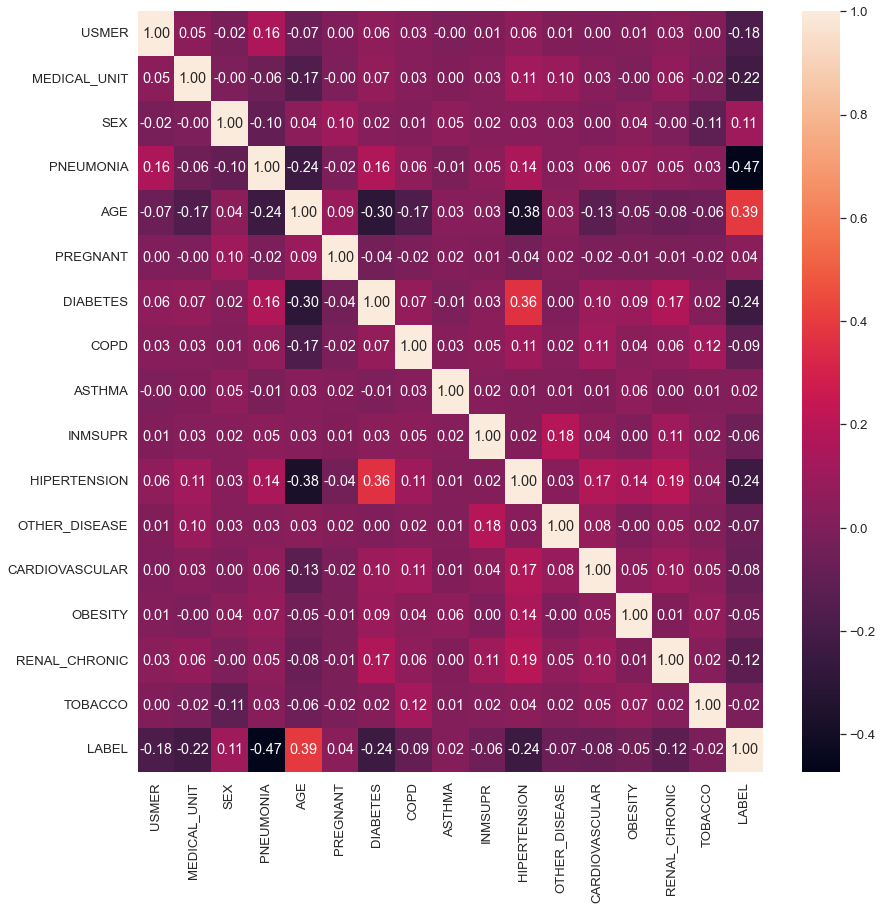 USMER 1.00 0.05 -0.02 0.16 -0.07 0.00 0.06 0.03 -0.00 0.01 0.06 0.01 0.00 0.01 0.03 0.00 -0.18
MEDICAL_UNIT 0.05 1.00 -0.00 -0.06 -0.17 -0.00 0.07 0.03 0.00 0.03 0.11 0.10 0.03 -0.00 0.06 -0.02 -0.22
SEX -0.02 -0.00 1.00 -0.10 0.04 0.10 0.02 0.01 0.05 0.02 0.03 0.03 0.00 0.04 -0.00 -0.11 0.11
PNEUMONIA 0.16 -0.06 -0.10 1.00 -0.24 -0.02 0.16 0.06 -0.01 0.05 0.14 0.03 0.06 0.07 0.05 0.03 -0.47
AGE -0.07 -0.17 0.04 -0.24 1.00 0.09 -0.30 -0.17 0.03 0.03 -0.38 0.03 -0.13 -0.05 -0.08 -0.06 0.39
PREGNANT 0.00 -0.00 0.10 -0.02 0.09 1.00 -0.04 -0.02 0.02 0.01 -0.04 0.02 -0.02 -0.01 -0.01 -0.02 0.04
DIABETES 0.06 0.07 0.02 0.16 -0.30 -0.04 1.00 0.07 -0.01 0.03 0.36 0.00 0.10 0.09 0.17 0.02 -0.24
COPD 0.03 0.03 0.01 0.06 -0.17 -0.02 0.07 1.00 0.03 0.05 0.11 0.02 0.11 0.04 0.06 0.12 -0.09
ASTHMA -0.00 0.00 0.05 -0.01 0.03 0.02 -0.01 0.03 1.00 0.02 0.01 0.01 0.01 0.06 0.00 0.01 0.02
INMSUPR 0.01 0.03 0.02 0.05 0.03 0.01 0.03 0.05 0.02 1.00 0.02 0.18 0.04 0.00 0.11 0.02 -0.06
HIPERTENSION 0.06 0.11 0.03 0.14 -0.38 -0.04 0.36 0.11 0.01 0.02 1.00 0.03 0.17 0.14 0.19 0.04 -0.24
OTHER_DISEASE 0.01 0.10 0.03 0.03 0.03 0.02 0.00 0.02 0.01 0.18 0.03 1.00 0.08 -0.00 0.05 0.02 -0.07
CARDIOVASCULAR 0.00 0.03 0.00 0.06 -0.13 -0.02 0.10 0.11 0.01 0.04 0.17 0.08 1.00 0.05 0.10 0.05 -0.08
OBESITY 0.01 -0.00 0.04 0.07 -0.05 -0.01 0.09 0.04 0.06 0.00 0.14 -0.00 0.05 1.00 0.01 0.07 -0.05
RENAL_CHRONIC 0.03 0.06 -0.00 0.05 -0.08 -0.01 0.17 0.06 0.00 0.11 0.19 0.05 0.10 0.01 1.00 0.02 -0.12
TOBACCO 0.00 -0.02 -0.11 0.03 -0.06 -0.02 0.02 0.12 0.01 0.02 0.04 0.02 0.05 0.07 0.02 1.00 -0.02
LABEL -0.18 -0.22 0.11 -0.47 0.39 0.04 -0.24 -0.09 0.02 -0.06 -0.24 -0.07 -0.08 -0.05 -0.12 -0.02 1.00
USMER
MEDICAL_UNIT
SEX
PNEUMONIA
AGE
PREGNANT
DIABETES
COPD
ASTHMA
INMSUPR
HIPERTENSION
OTHER_DISEASE
CARDIOVASCULAR
OBESITY
RENAL_CHRONIC
TOBACCO
LABEL
1.0
0.8
0.6
0.4
0.2
0.0
−0.2
−0.4